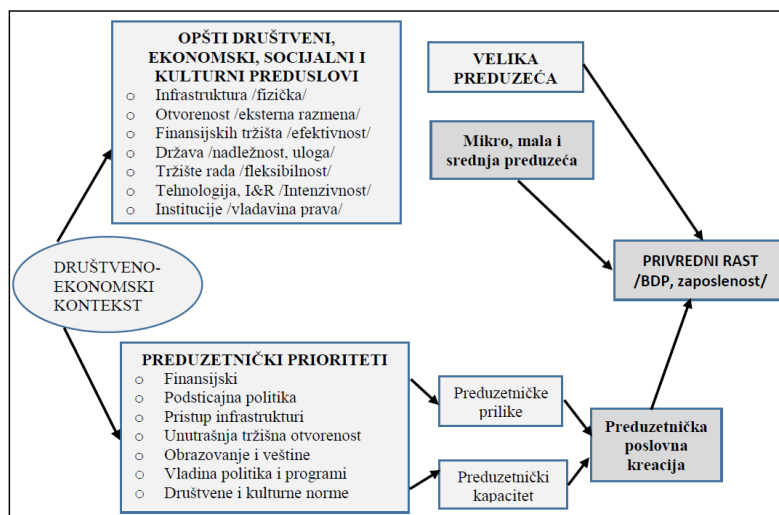 OPŠTI DRUŠTVENI,
EKONOMSKI, SOCIJALNI I
KULTURNI PREDUSLOVI
o Infrastruktura /fizička/
o Otvorenost /eksterna razmena/
o Finansijskih tržišta /efektivnost/
o Država /nadležnost, uloga/
o Tržište rada /fleksibilnost/
o Tehnologija, I&R /Intenzivnost/
o Institucije /vladavina prava/
VELIKA
PREDUZEĆA
Mikro, mala i
srednja preduzeća
DRUŠTVENO-
EKONOMSKI
KONTEKST
PRIVREDNI RAST
/BDP, zaposlenost/
PREDUZETNIČKI PRIORITETI
o Finansijski
o Podsticajna politika
o Pristup infrastrukturi
o Unutrašnja tržišna otvorenost
o Obrazovanje i veštine
o Vladina politika i programi
o Društvene i kulturne norme
Preduzetničke
prilike
Preduzetnički
kapacitet
Preduzetnička
poslovna
kreacija